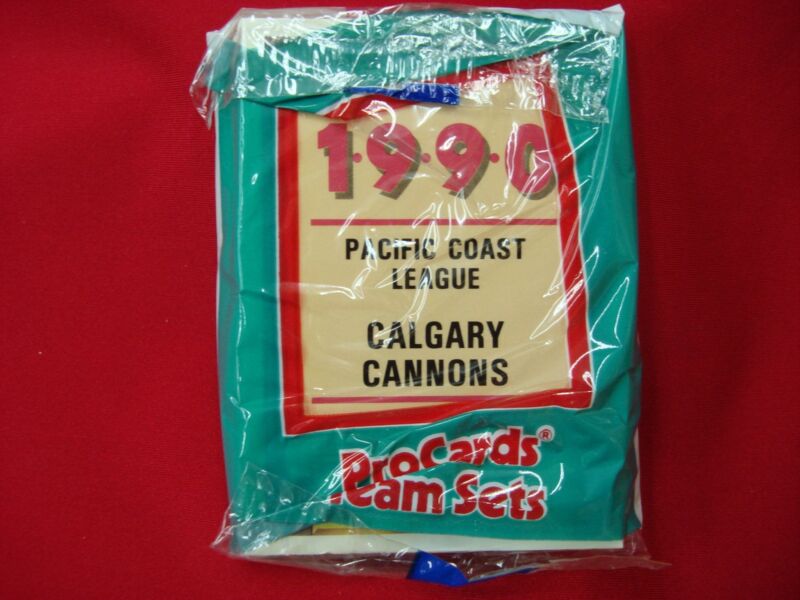 1·9·9·0
PACIFIC COAST
LEAGUE
CALGARY
CANNONS
ProCards®
Team Sets